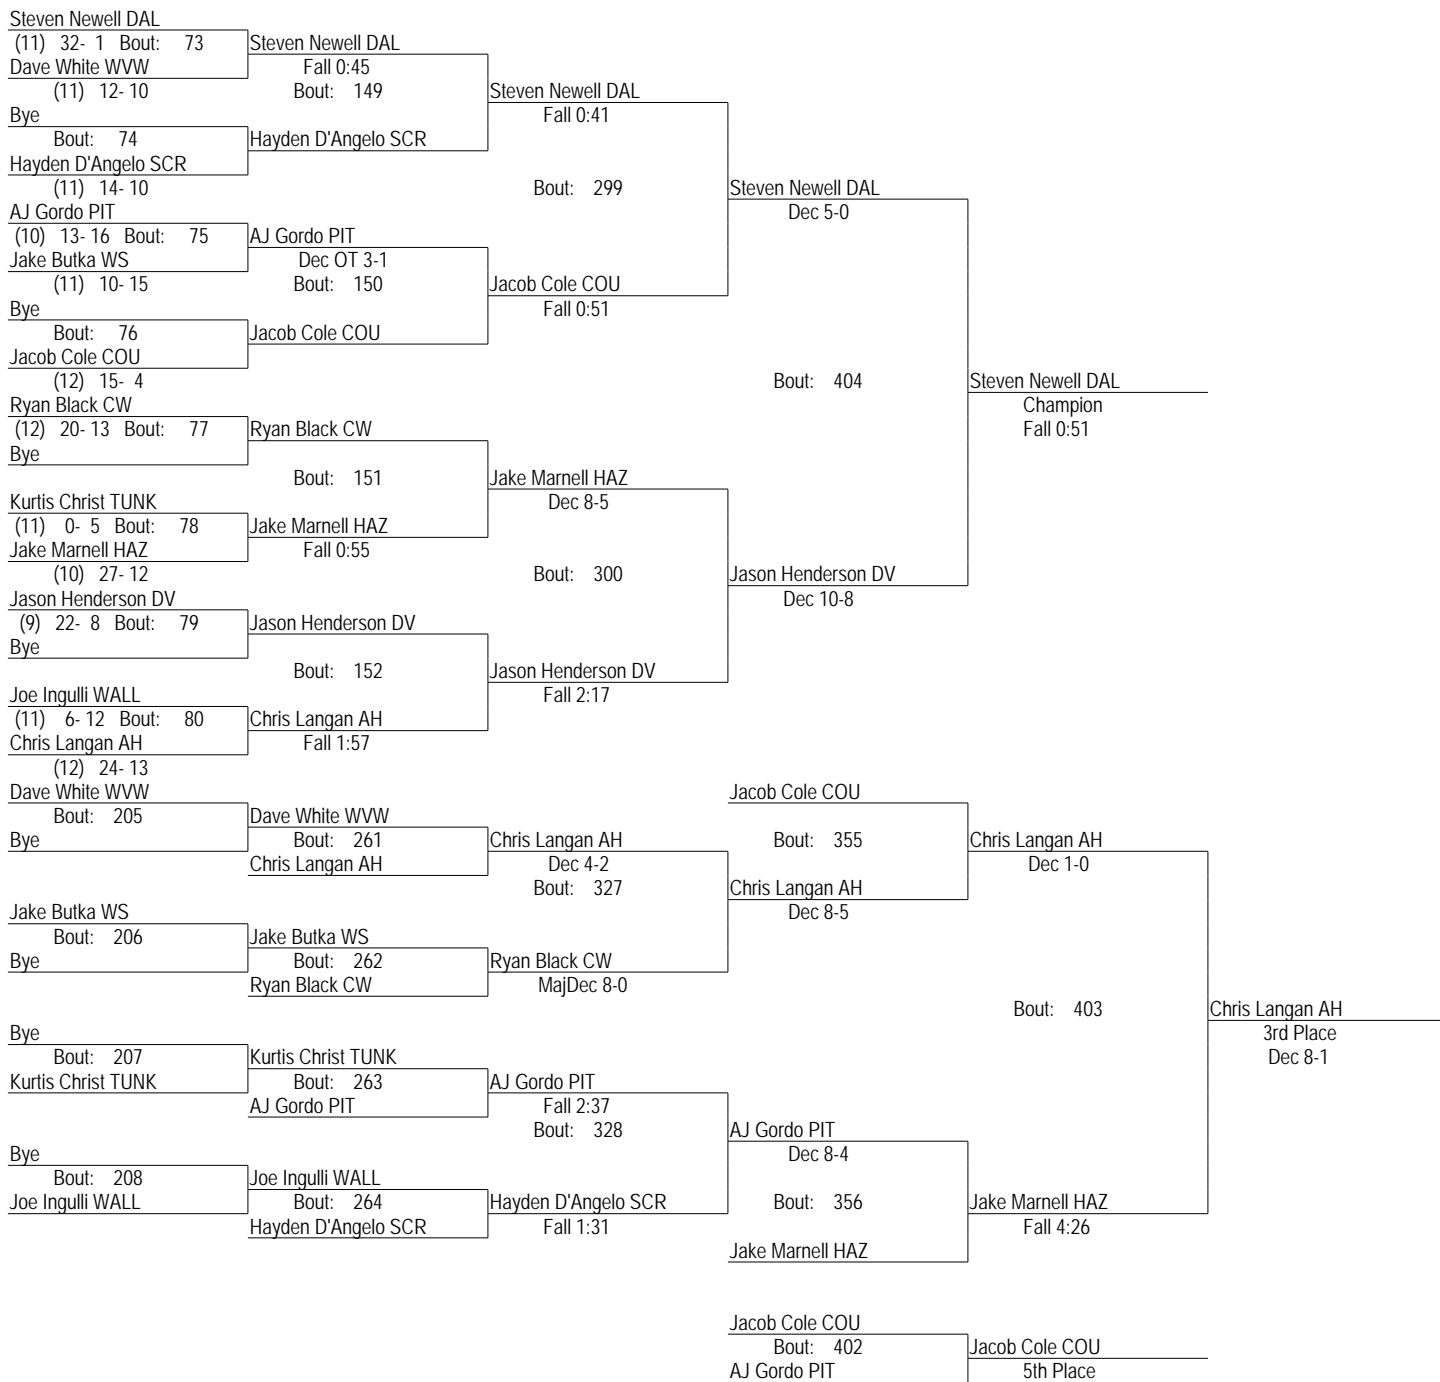 Steven Newell DAL
(11) 32- 1 Bout: 73 Steven Newell DAL
Dave White WVW Fall 0:45
(11) 12- 10 Bout: 149 Steven Newell DAL
Bye Fall 0:41
Bout: 74 Hayden D'Angelo SCR
Hayden D'Angelo SCR
(11) 14- 10 Bout: 299 Steven Newell DAL
AJ Gordo PIT Dec 5-0
(10) 13- 16 Bout: 75 AJ Gordo PIT
Jake Butka WS Dec OT 3-1
(11) 10- 15 Bout: 150 Jacob Cole COU
Bye Fall 0:51
Bout: 76 Jacob Cole COU
Jacob Cole COU
(12) 15- 4 Bout: 404 Steven Newell DAL
Ryan Black CW Champion
(12) 20- 13 Bout: 77 Ryan Black CW Fall 0:51
Bye
Bout: 151 Jake Marnell HAZ
Kurtis Christ TUNK Dec 8-5
(11) 0- 5 Bout: 78 Jake Marnell HAZ
Jake Marnell HAZ Fall 0:55
(10) 27- 12 Bout: 300 Jason Henderson DV
Jason Henderson DV Dec 10-8
(9) 22- 8 Bout: 79 Jason Henderson DV
Bye
Bout: 152 Jason Henderson DV
Joe Ingulli WALL Fall 2:17
(11) 6- 12 Bout: 80 Chris Langan AH
Chris Langan AH Fall 1:57
(12) 24- 13
Dave White WVW Jacob Cole COU
Bout: 205 Dave White WVW
Bye Bout: 261 Chris Langan AH Bout: 355 Chris Langan AH
Chris Langan AH Dec 4-2 Dec 1-0
Bout: 327 Chris Langan AH
Jake Butka WS Dec 8-5
Bout: 206 Jake Butka WS
Bye Bout: 262 Ryan Black CW
Ryan Black CW MajDec 8-0
Bout: 403 Chris Langan AH
Bye 3rd Place
Bout: 207 Kurtis Christ TUNK Dec 8-1
Kurtis Christ TUNK Bout: 263 AJ Gordo PIT
AJ Gordo PIT Fall 2:37
Bout: 328 AJ Gordo PIT
Bye Dec 8-4
Bout: 208 Joe Ingulli WALL
Joe Ingulli WALL Bout: 264 Hayden D'Angelo SCR Bout: 356 Jake Marnell HAZ
Hayden D'Angelo SCR Fall 1:31 Fall 4:26
Jake Marnell HAZ
Jacob Cole COU
Bout: 402 Jacob Cole COU
AJ Gordo PIT 5th Place